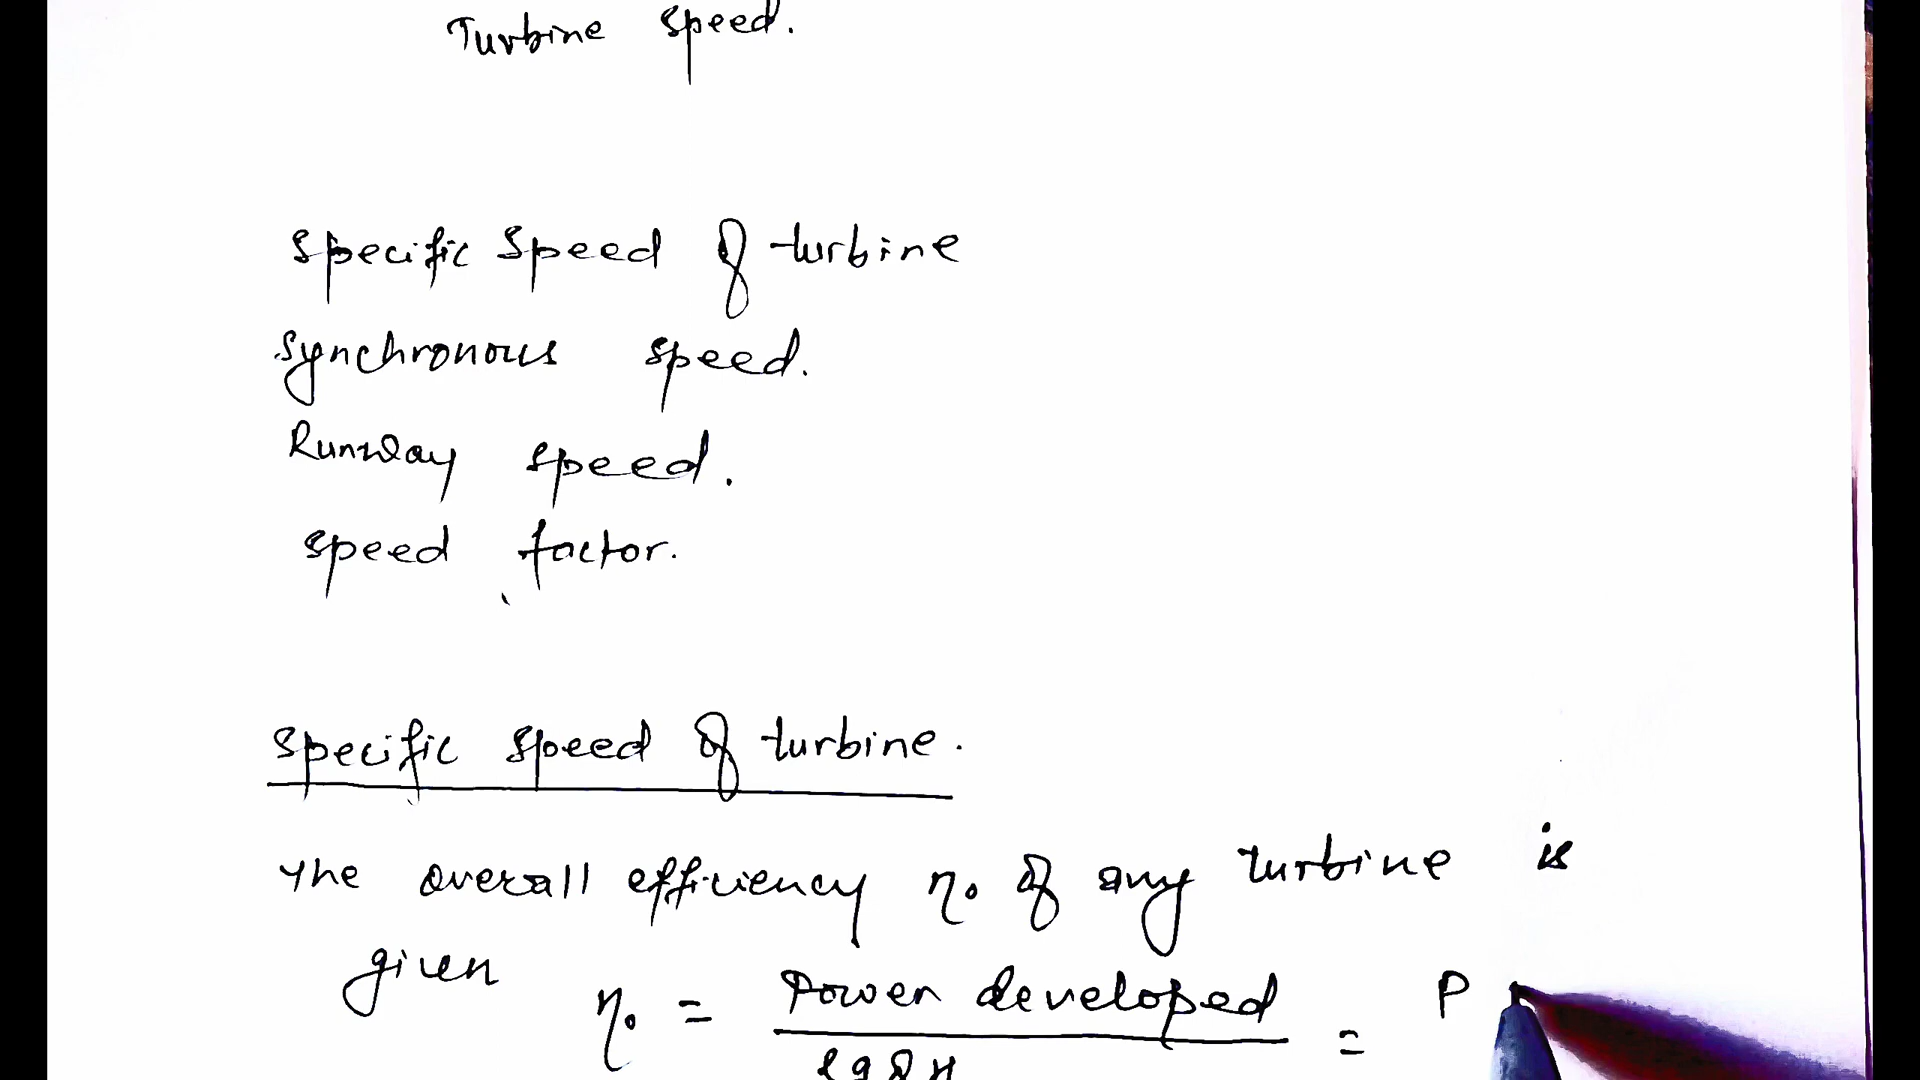 Turbine speed.
Specific speed of turbine
Synchronous speed.
Runway speed.
speed factor.
Specific speed of turbine.
The overall efficiency η₀ of any turbine is
given
η₀ = Power developed / ρgQH = P